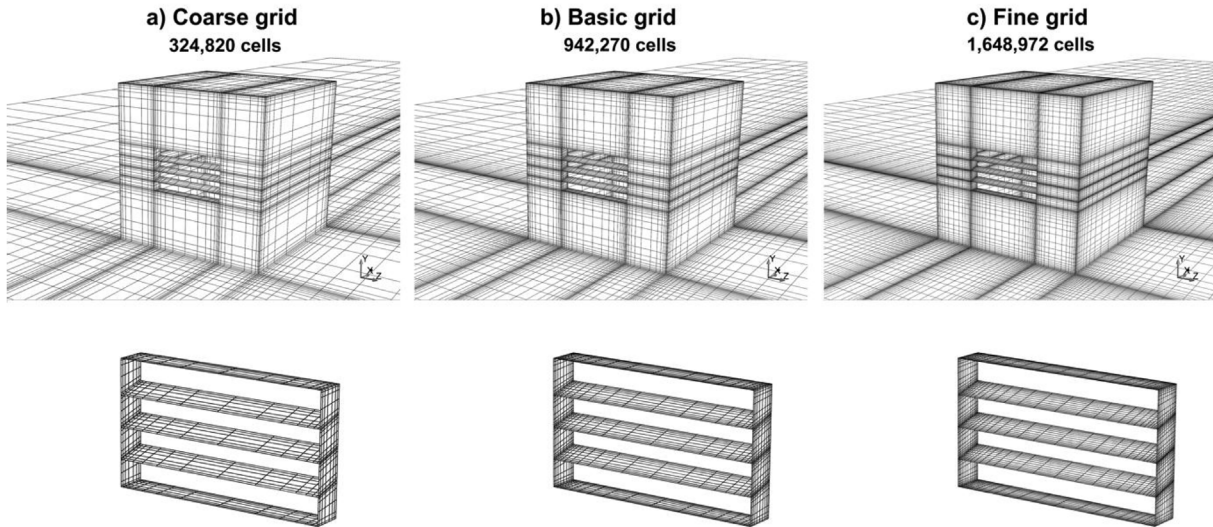 a) Coarse grid
324,820 cells
b) Basic grid
942,270 cells
c) Fine grid
1,648,972 cells
Y
X
Z
Y
X
Z
Y
X
Z